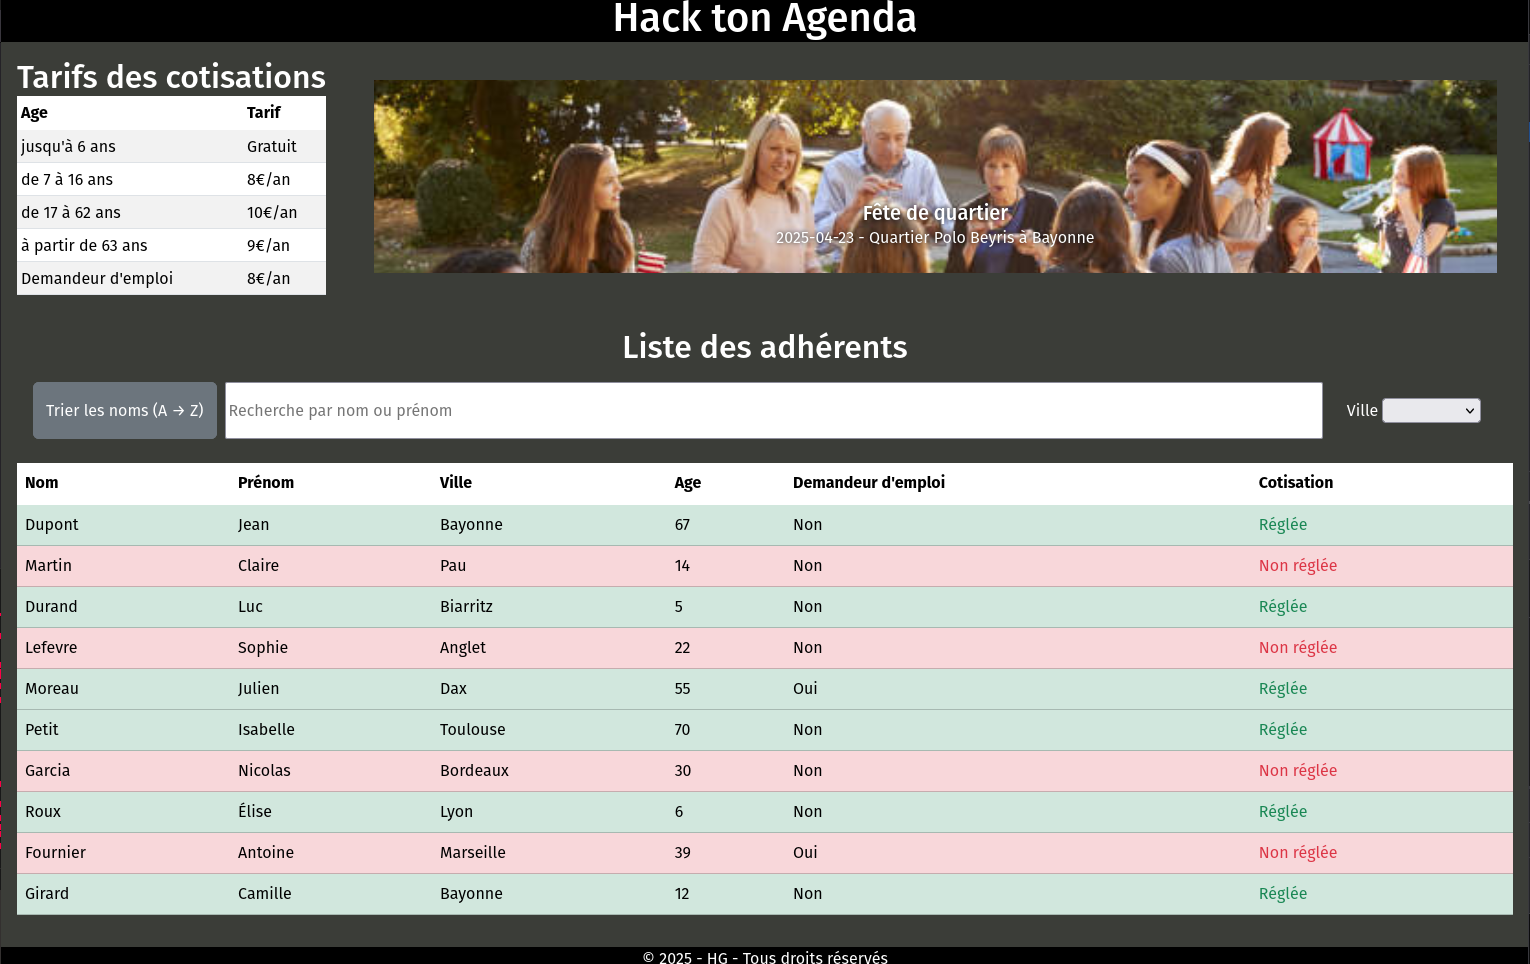 Hack ton Agenda
Tarifs des cotisations
Age Tarif
jusqu'à 6 ans Gratuit
de 7 à 16 ans 8€/an
de 17 à 62 ans 10€/an
à partir de 63 ans 9€/an
Demandeur d'emploi 8€/an
Fête de quartier
2025-04-23 - Quartier Polo Beyris à Bayonne
Liste des adhérents
Trier les noms (A → Z) Recherche par nom ou prénom Ville
Nom Prénom Ville Age Demandeur d'emploi Cotisation
Dupont Jean Bayonne 67 Non Réglée
Martin Claire Pau 14 Non Non réglée
Durand Luc Biarritz 5 Non Réglée
Lefevre Sophie Anglet 22 Non Non réglée
Moreau Julien Dax 55 Oui Réglée
Petit Isabelle Toulouse 70 Non Réglée
Garcia Nicolas Bordeaux 30 Non Non réglée
Roux Élise Lyon 6 Non Réglée
Fournier Antoine Marseille 39 Oui Non réglée
Girard Camille Bayonne 12 Non Réglée
© 2025 - HG - Tous droits réservés